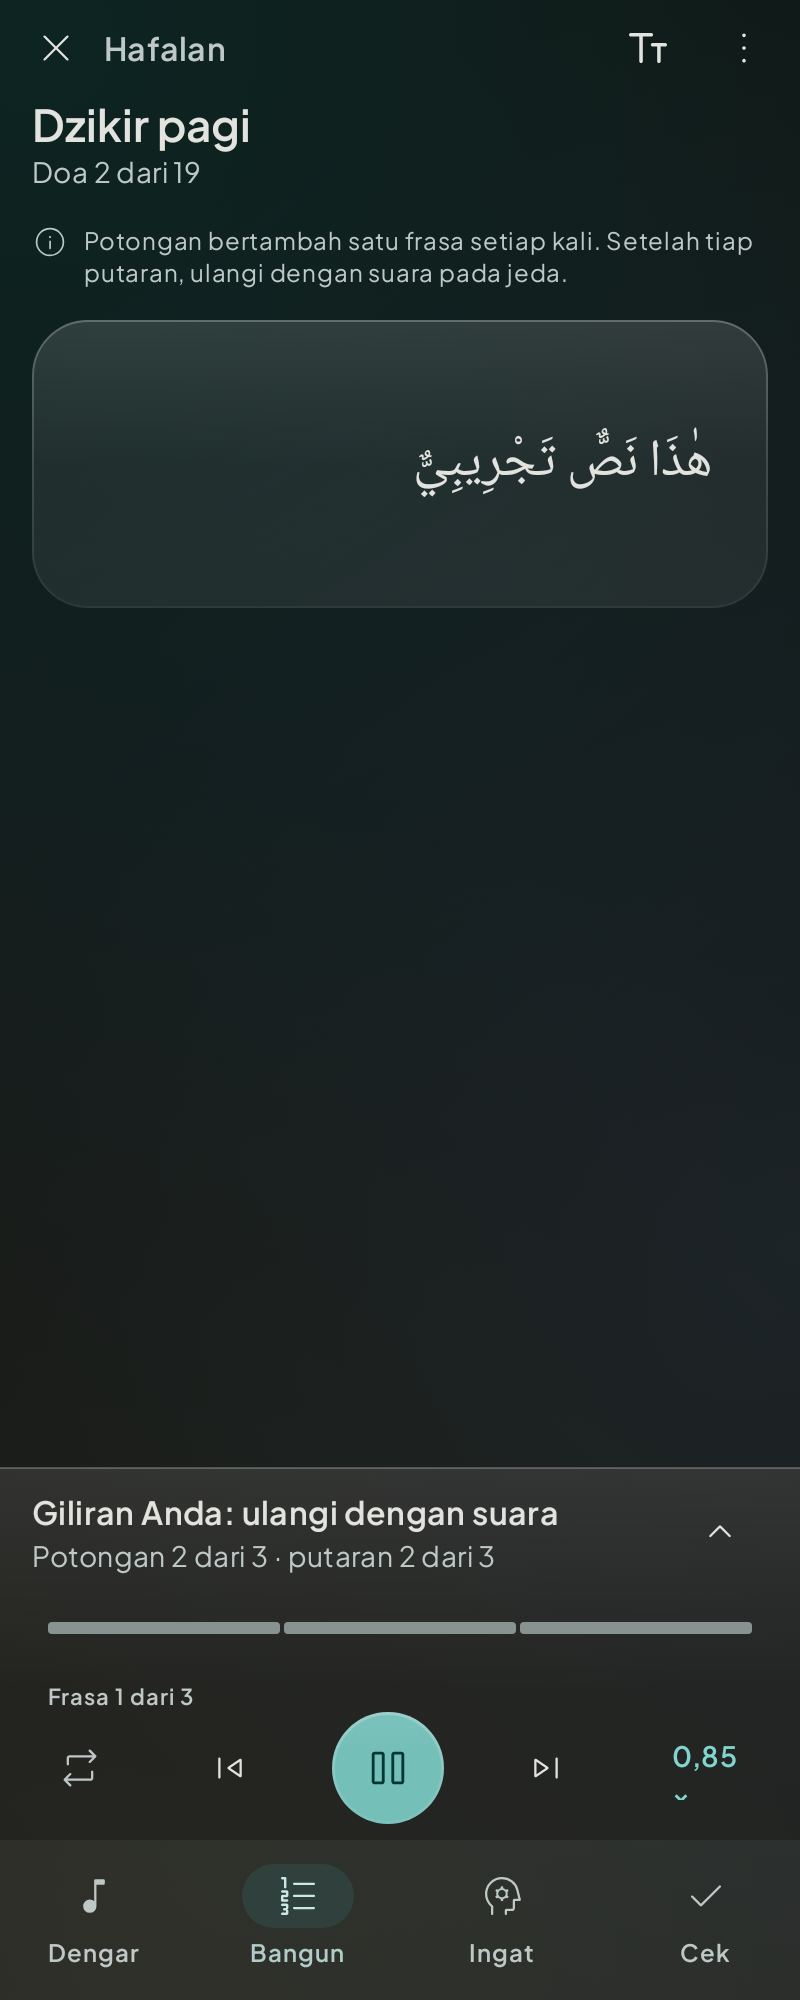 Hafalan
Dzikir pagi
Doa 2 dari 19
Potongan bertambah satu frasa setiap kali. Setelah tiap
putaran, ulangi dengan suara pada jeda.
هٰذَا نَصٌّ تَجْرِيبِيٌّ
Giliran Anda: ulangi dengan suara
Potongan 2 dari 3 · putaran 2 dari 3
Frasa 1 dari 3
0,85
Dengar
Bangun
Ingat
Cek